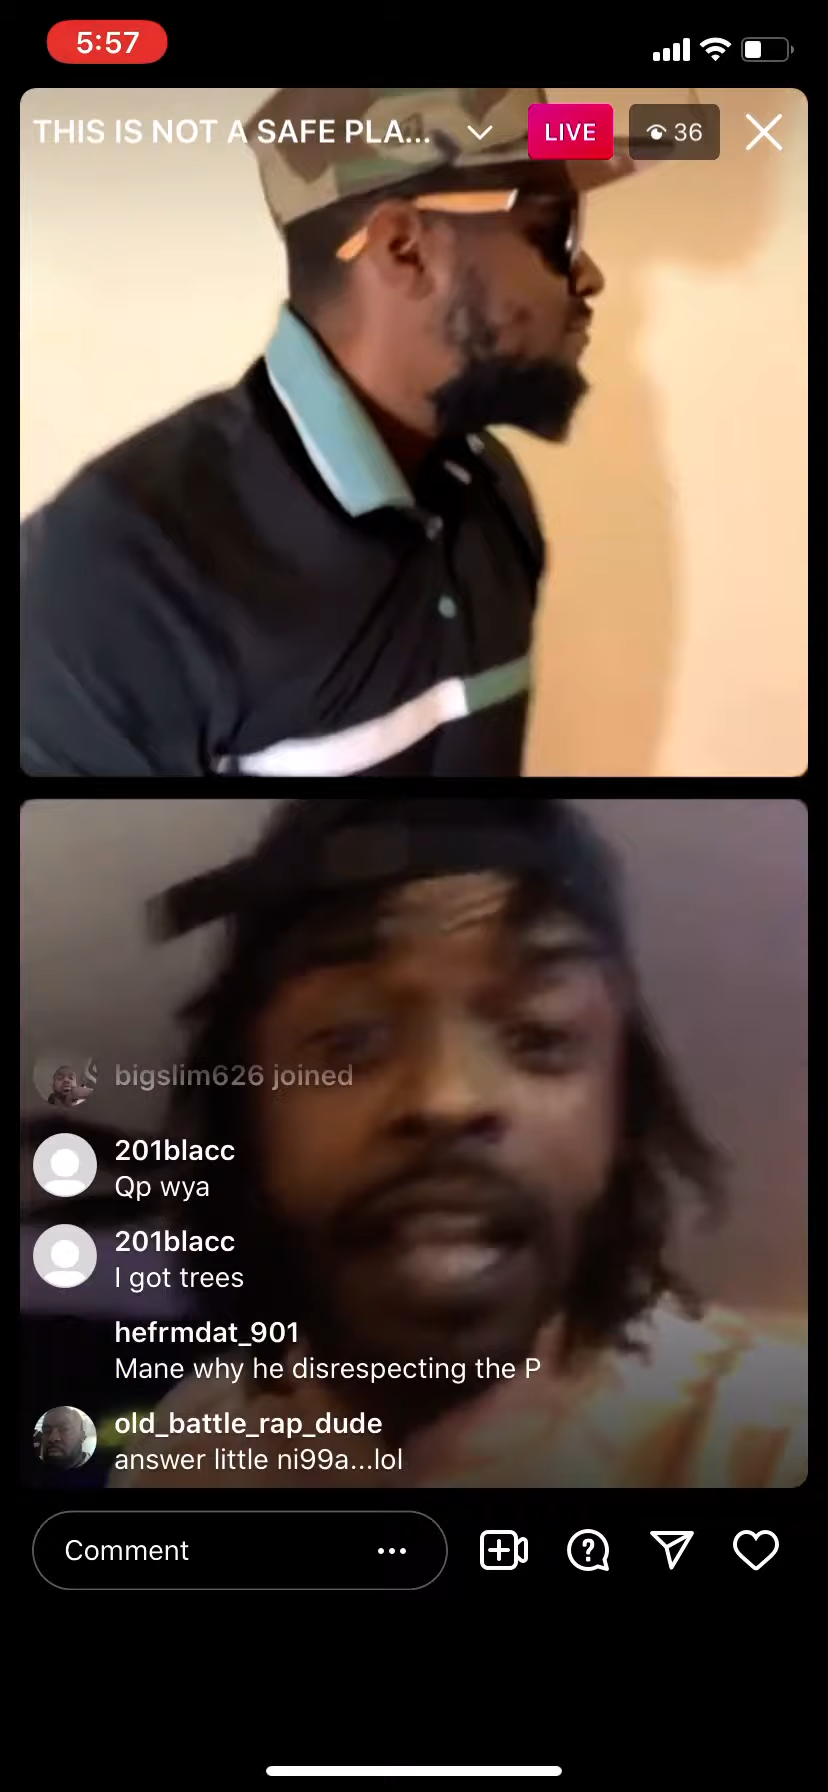 5:57
THIS IS NOT A SAFE PLA...
LIVE
36
bigslim626 joined
201blacc
Qp wya
201blacc
I got trees
hefrmdat_901
Mane why he disrespecting the P
old_battle_rap_dude
answer little ni99a...lol
Comment